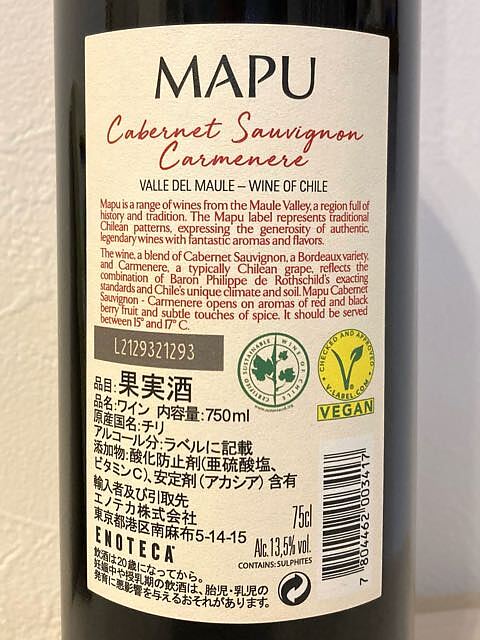 MAPU
Cabernet Sauvignon
Carmenere
VALLE DEL MAULE – WINE OF CHILE
Mapu is a range of wines from the Maule Valley, a region full of
history and tradition. The Mapu label represents traditional
Chilean patterns, expressing the generosity of authentic,
legendary wines with fantastic aromas and flavors.
The wine, a blend of Cabernet Sauvignon, a Bordeaux variety,
and Carmenere, a typically Chilean grape, reflects the
combination of Baron Philippe de Rothschild's exacting
standards and Chile's unique climate and soil. Mapu Cabernet
Sauvignon - Carmenere opens on aromas of red and black
berry fruit and subtle touches of spice. It should be served
between 15° and 17° C.
L2129321293
CERTIFIED SUSTAINABLE WINE OF CHILE
CHECKED AND APPROVED
V-LABEL.COM
VEGAN
品目:果実酒
品名:ワイン 内容量:750ml
原産国名:チリ
アルコール分:ラベルに記載
添加物:酸化防止剤(亜硫酸塩、
ビタミンC)、安定剤(アカシア)含有
輸入者及び引取先
エノテカ株式会社
東京都港区南麻布5-14-15
ENOTECA
飲酒は20歳になってから。
妊娠中や授乳期の飲酒は、胎児・乳児の
発育に悪影響を与えるおそれがあります。
75cl
Alc. 13,5% vol.
CONTAINS: SULPHITES
7 804462 003417